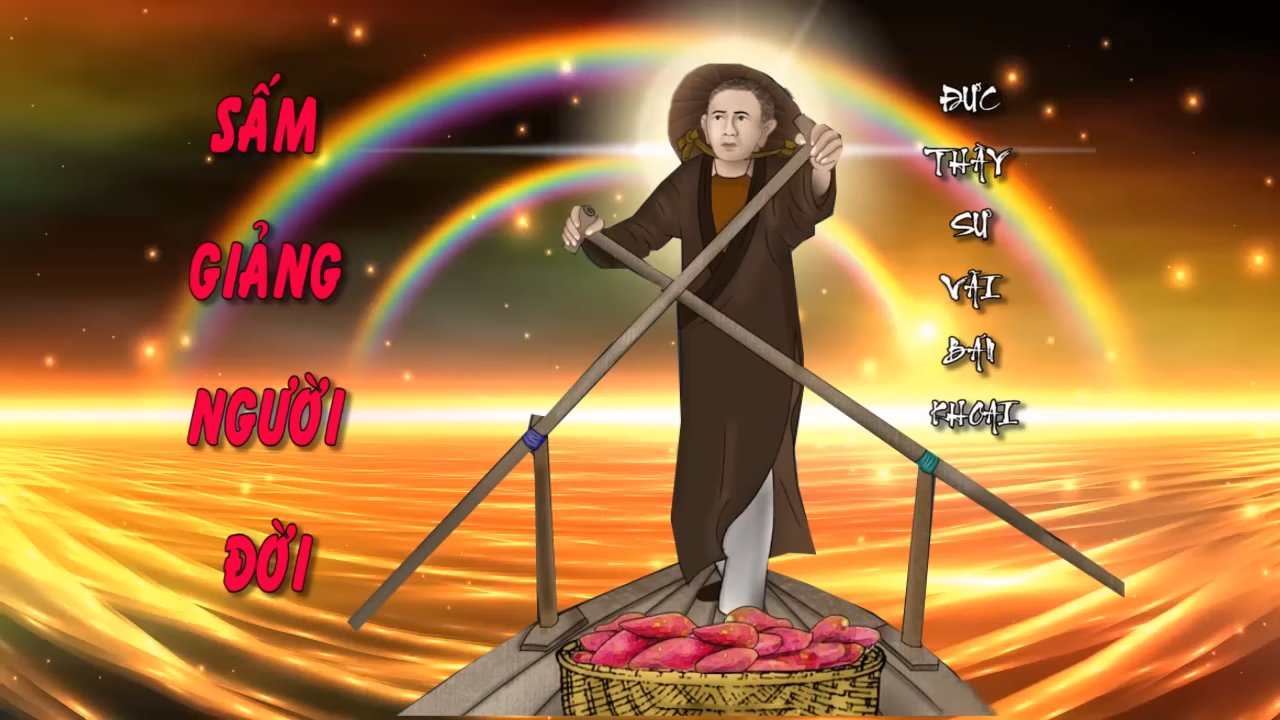 SẤM
GIẢNG
NGƯỜI
ĐỜI
ĐỨC
THẦY
SƯ
VÃI
BÁN
KHOAI